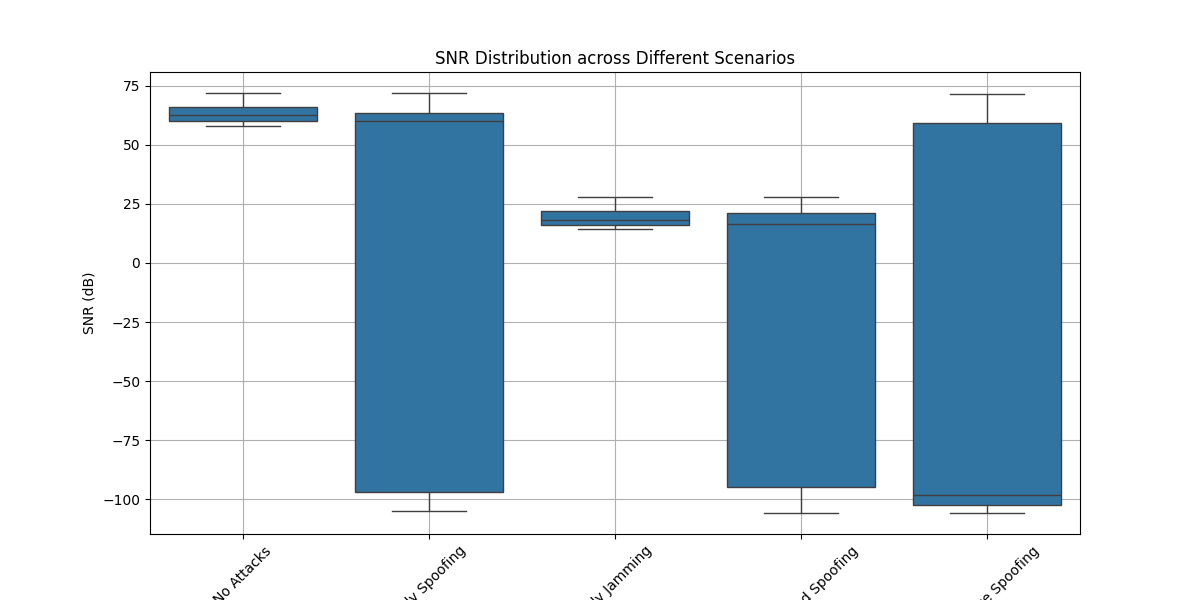 SNR Distribution across Different Scenarios
75
50
25
0
−25
−50
−75
−100
SNR (dB)
No Attacks
Spoofing
Jamming
Spoofing
Spoofing